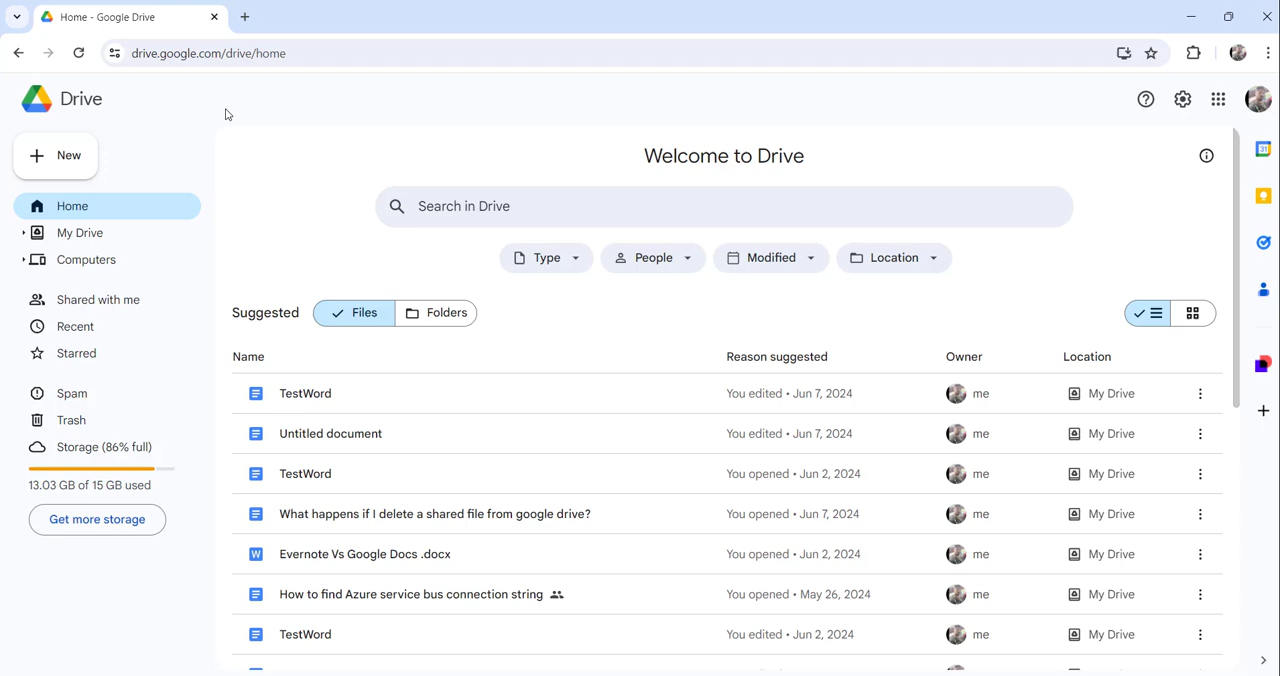 Home - Google Drive
drive.google.com/drive/home
Drive
New
Home
My Drive
Computers
Shared with me
Recent
Starred
Spam
Trash
Storage (86% full)
13.03 GB of 15 GB used
Get more storage
Welcome to Drive
Search in Drive
Type People Modified Location
Suggested Files Folders
Name Reason suggested Owner Location
TestWord You edited • Jun 7, 2024 me My Drive
Untitled document You edited • Jun 7, 2024 me My Drive
TestWord You opened • Jun 2, 2024 me My Drive
What happens if I delete a shared file from google drive? You opened • Jun 7, 2024 me My Drive
W Evernote Vs Google Docs .docx You opened • Jun 2, 2024 me My Drive
How to find Azure service bus connection string You opened • May 26, 2024 me My Drive
TestWord You edited • Jun 2, 2024 me My Drive
31